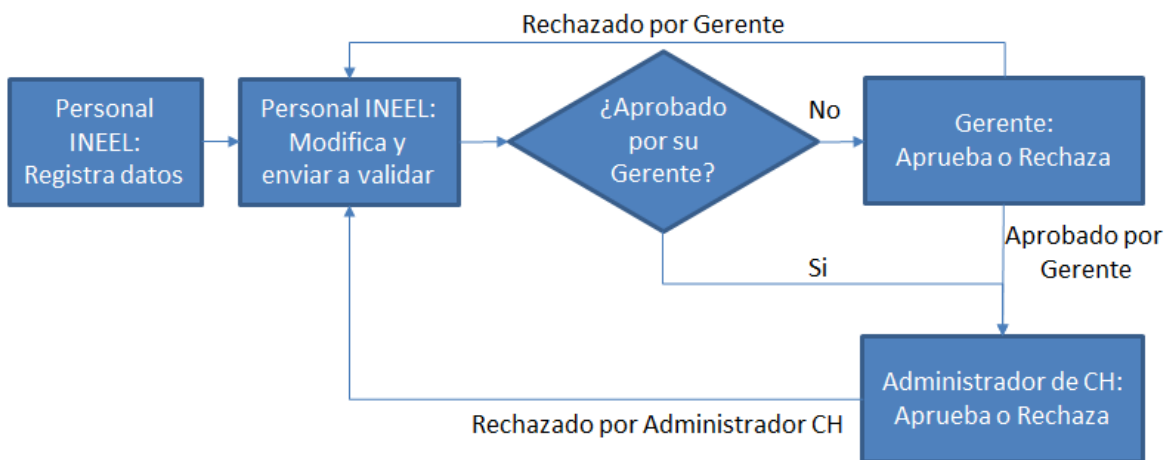 Rechazado por Gerente
Personal
INEEL:
Registra datos
Personal INEEL:
Modifica y
enviar a validar
¿Aprobado
por su
Gerente?
No
Gerente:
Aprueba o Rechaza
Si
Aprobado por
Gerente
Administrador de CH:
Aprueba o Rechaza
Rechazado por Administrador CH